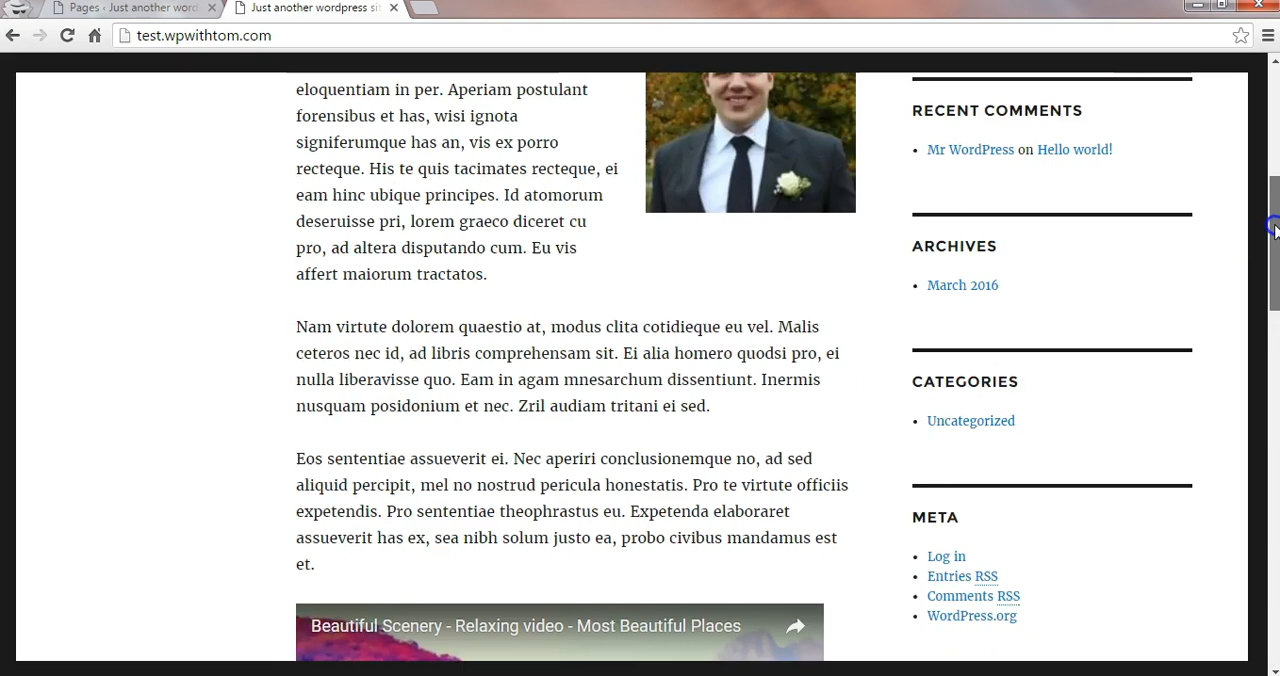 Pages ‹ Just another word
Just another wordpress sit
test.wpwithtom.com
eloquentiam in per. Aperiam postulant
forensibus et has, wisi ignota
signiferumque has an, vis ex porro
recteque. His te quis tacimates recteque, ei
eam hinc ubique principes. Id atomorum
deseruisse pri, lorem graeco diceret cu
pro, ad altera disputando cum. Eu vis
affert maiorum tractatos.
Nam virtute dolorem quaestio at, modus clita cotidieque eu vel. Malis
ceteros nec id, ad libris comprehensam sit. Ei alia homero quodsi pro, ei
nulla liberavisse quo. Eam in agam mnesarchum dissentiunt. Inermis
nusquam posidonium et nec. Zril audiam tritani ei sed.
Eos sententiae assueverit ei. Nec aperiri conclusionemque no, ad sed
aliquid percipit, mel no nostrud pericula honestatis. Pro te virtute officiis
expetendis. Pro sententiae theophrastus eu. Expetenda elaboraret
assueverit has ex, sea nibh solum justo ea, probo civibus mandamus est
et.
Beautiful Scenery - Relaxing video - Most Beautiful Places
RECENT COMMENTS
Mr WordPress on Hello world!
ARCHIVES
March 2016
CATEGORIES
Uncategorized
META
Log in
Entries RSS
Comments RSS
WordPress.org